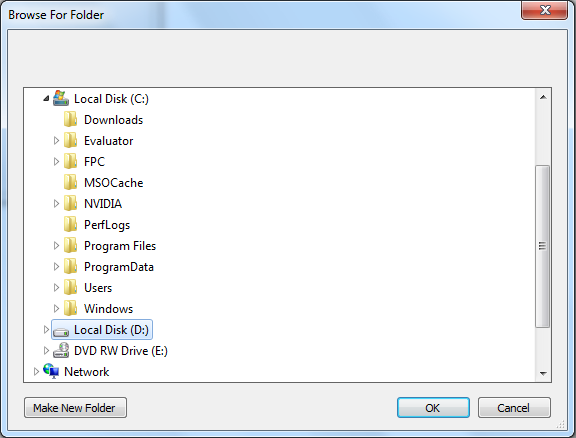 Browse For Folder
Local Disk (C:)
Downloads
Evaluator
FPC
MSOCache
NVIDIA
PerfLogs
Program Files
ProgramData
Users
Windows
Local Disk (D:)
DVD RW Drive (E:)
Network
Make New Folder OK Cancel